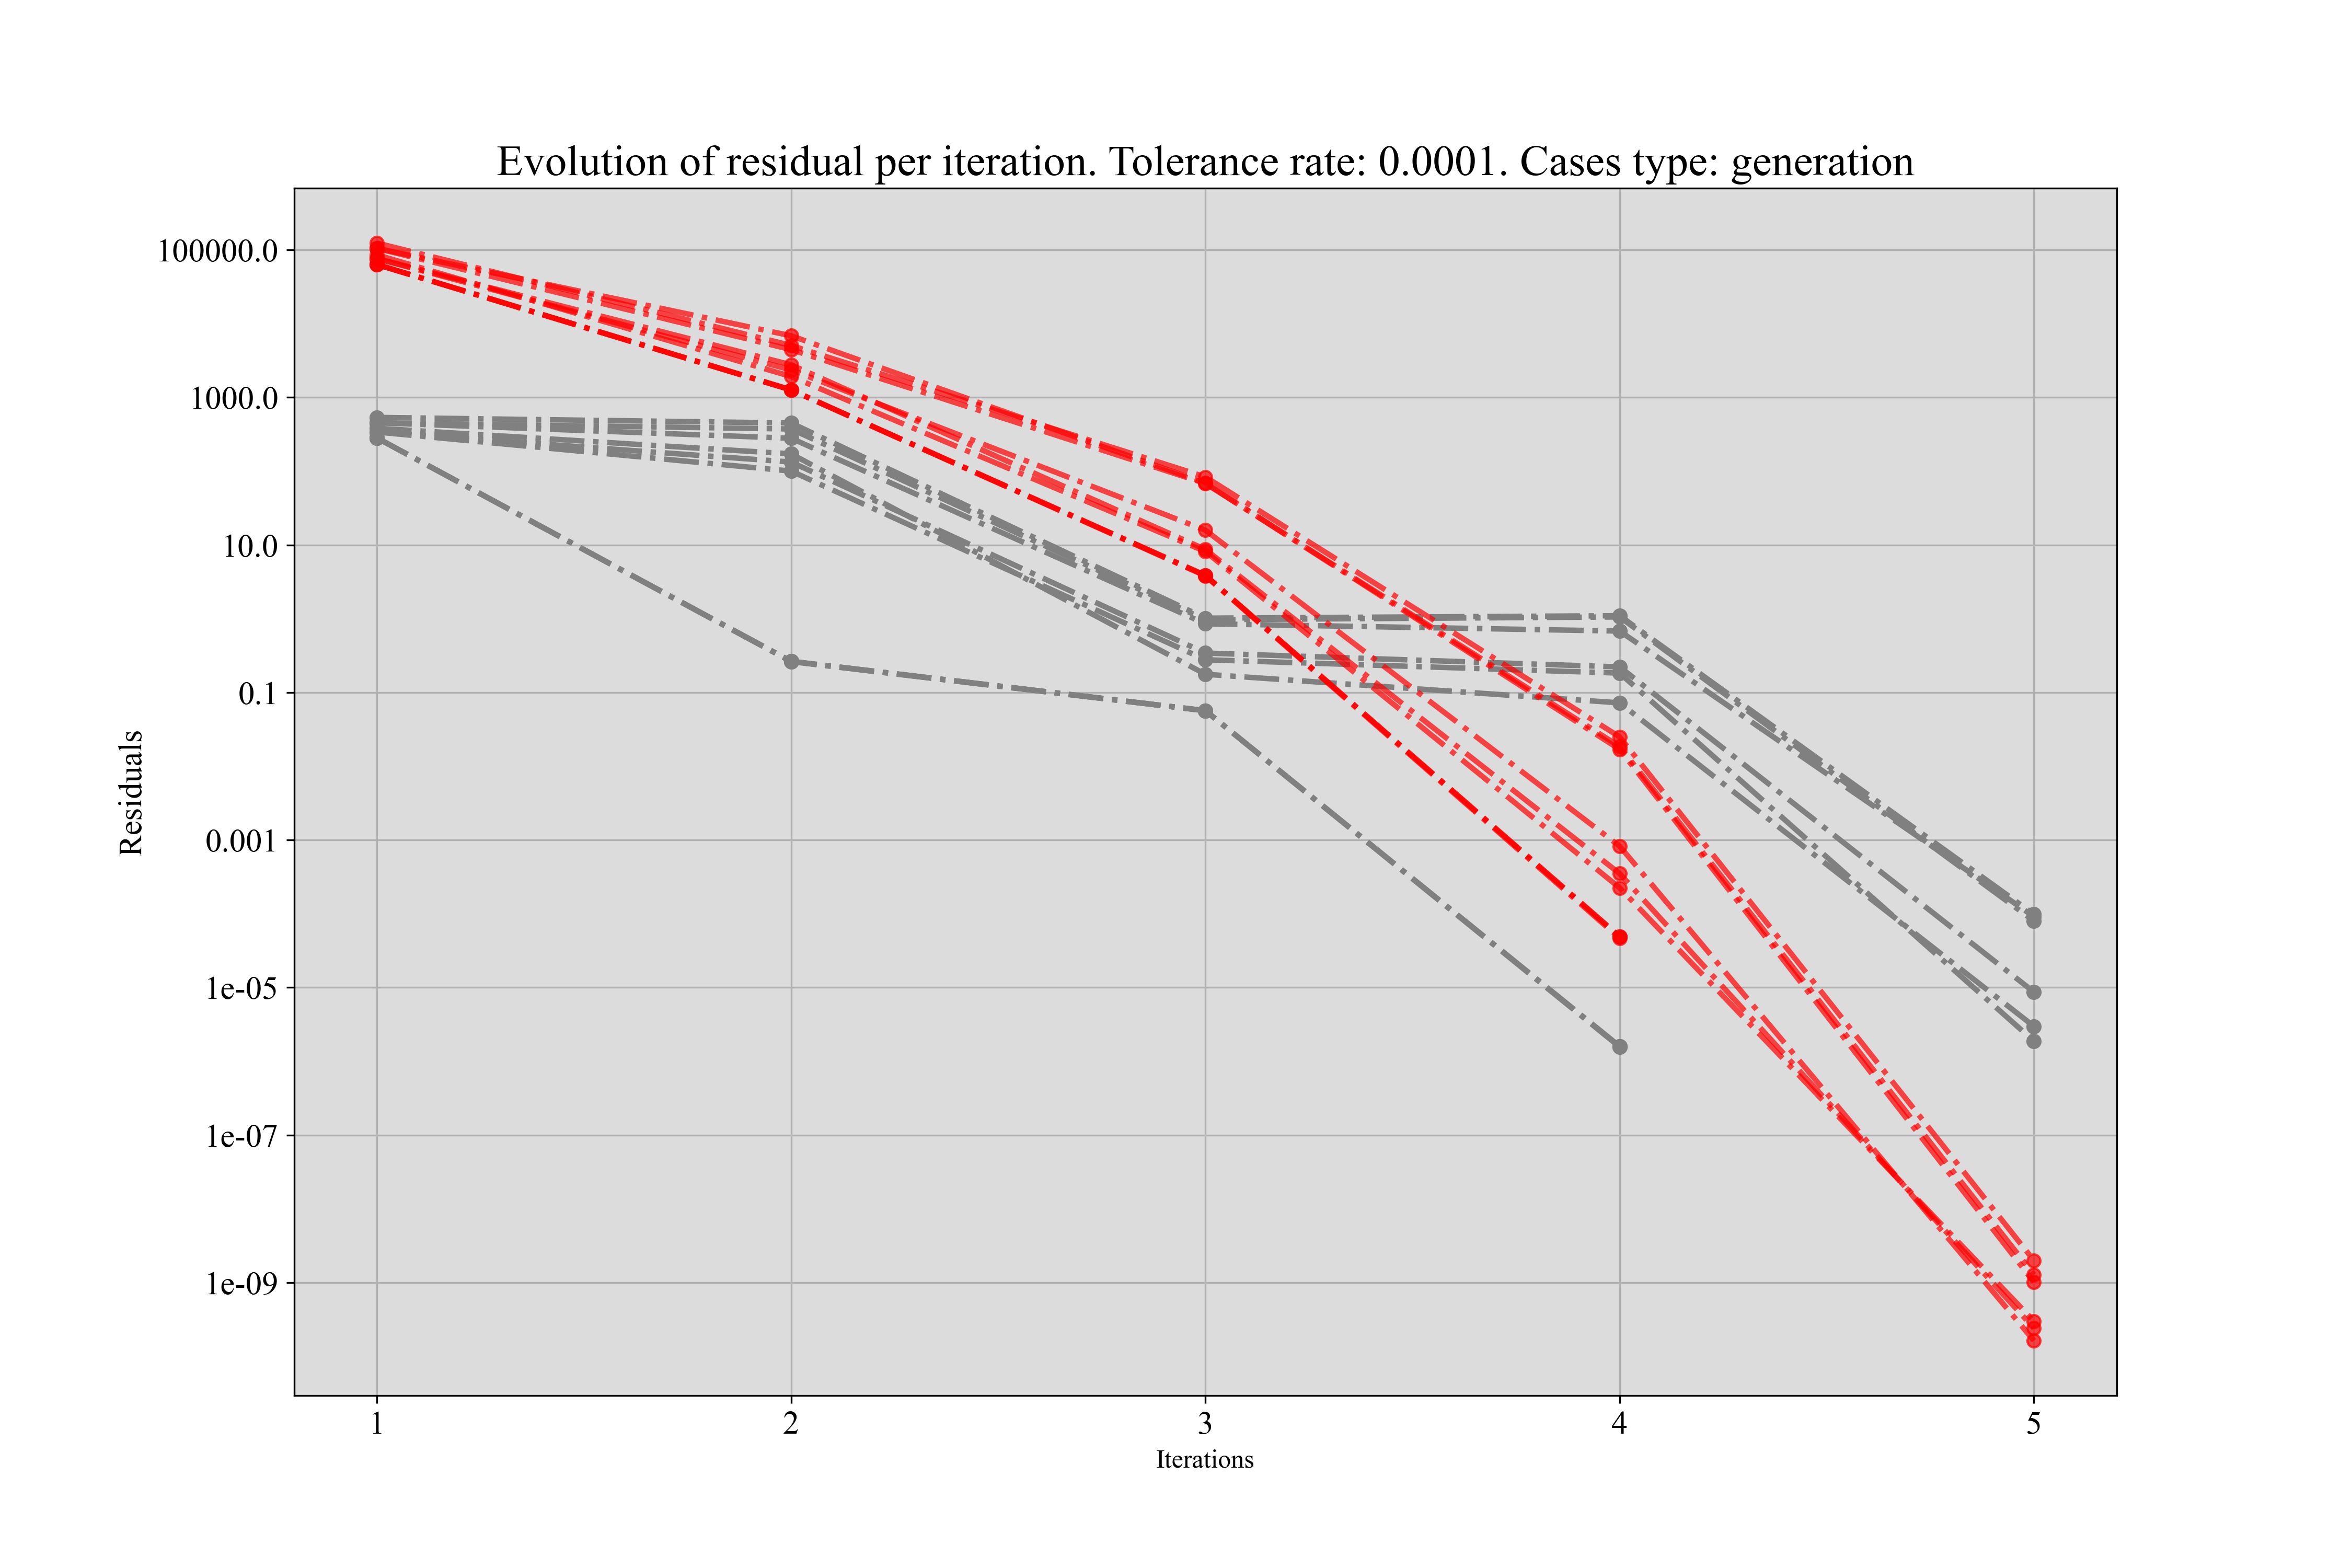 Evolution of residual per iteration. Tolerance rate: 0.0001. Cases type: generation
100000.0
1000.0
10.0
0.1
0.001
1e-05
1e-07
1e-09
Residuals
1 2 3 4 5
Iterations